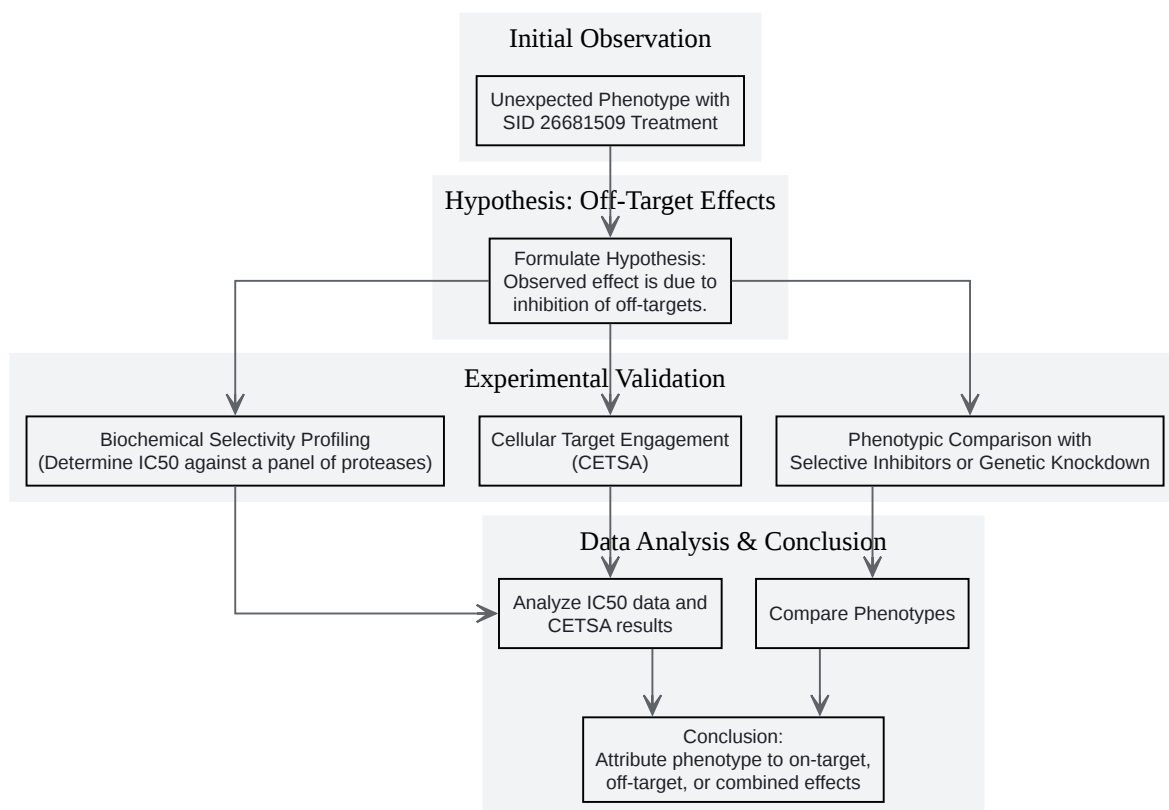 Initial Observation
Unexpected Phenotype with
SID 26681509 Treatment
Hypothesis: Off-Target Effects
Formulate Hypothesis:
Observed effect is due to
inhibition of off-targets.
Experimental Validation
Biochemical Selectivity Profiling
(Determine IC50 against a panel of proteases)
Cellular Target Engagement
(CETSA)
Phenotypic Comparison with
Selective Inhibitors or Genetic Knockdown
Data Analysis & Conclusion
Analyze IC50 data and
CETSA results
Compare Phenotypes
Conclusion:
Attribute phenotype to on-target,
off-target, or combined effects